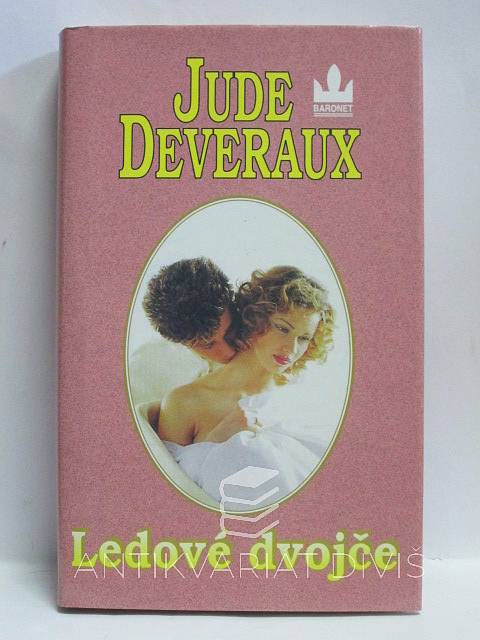 JUDE
DEVERAUX
BARONET
Ledové dvojče
ANTIKVARIÁT DIVIŠ